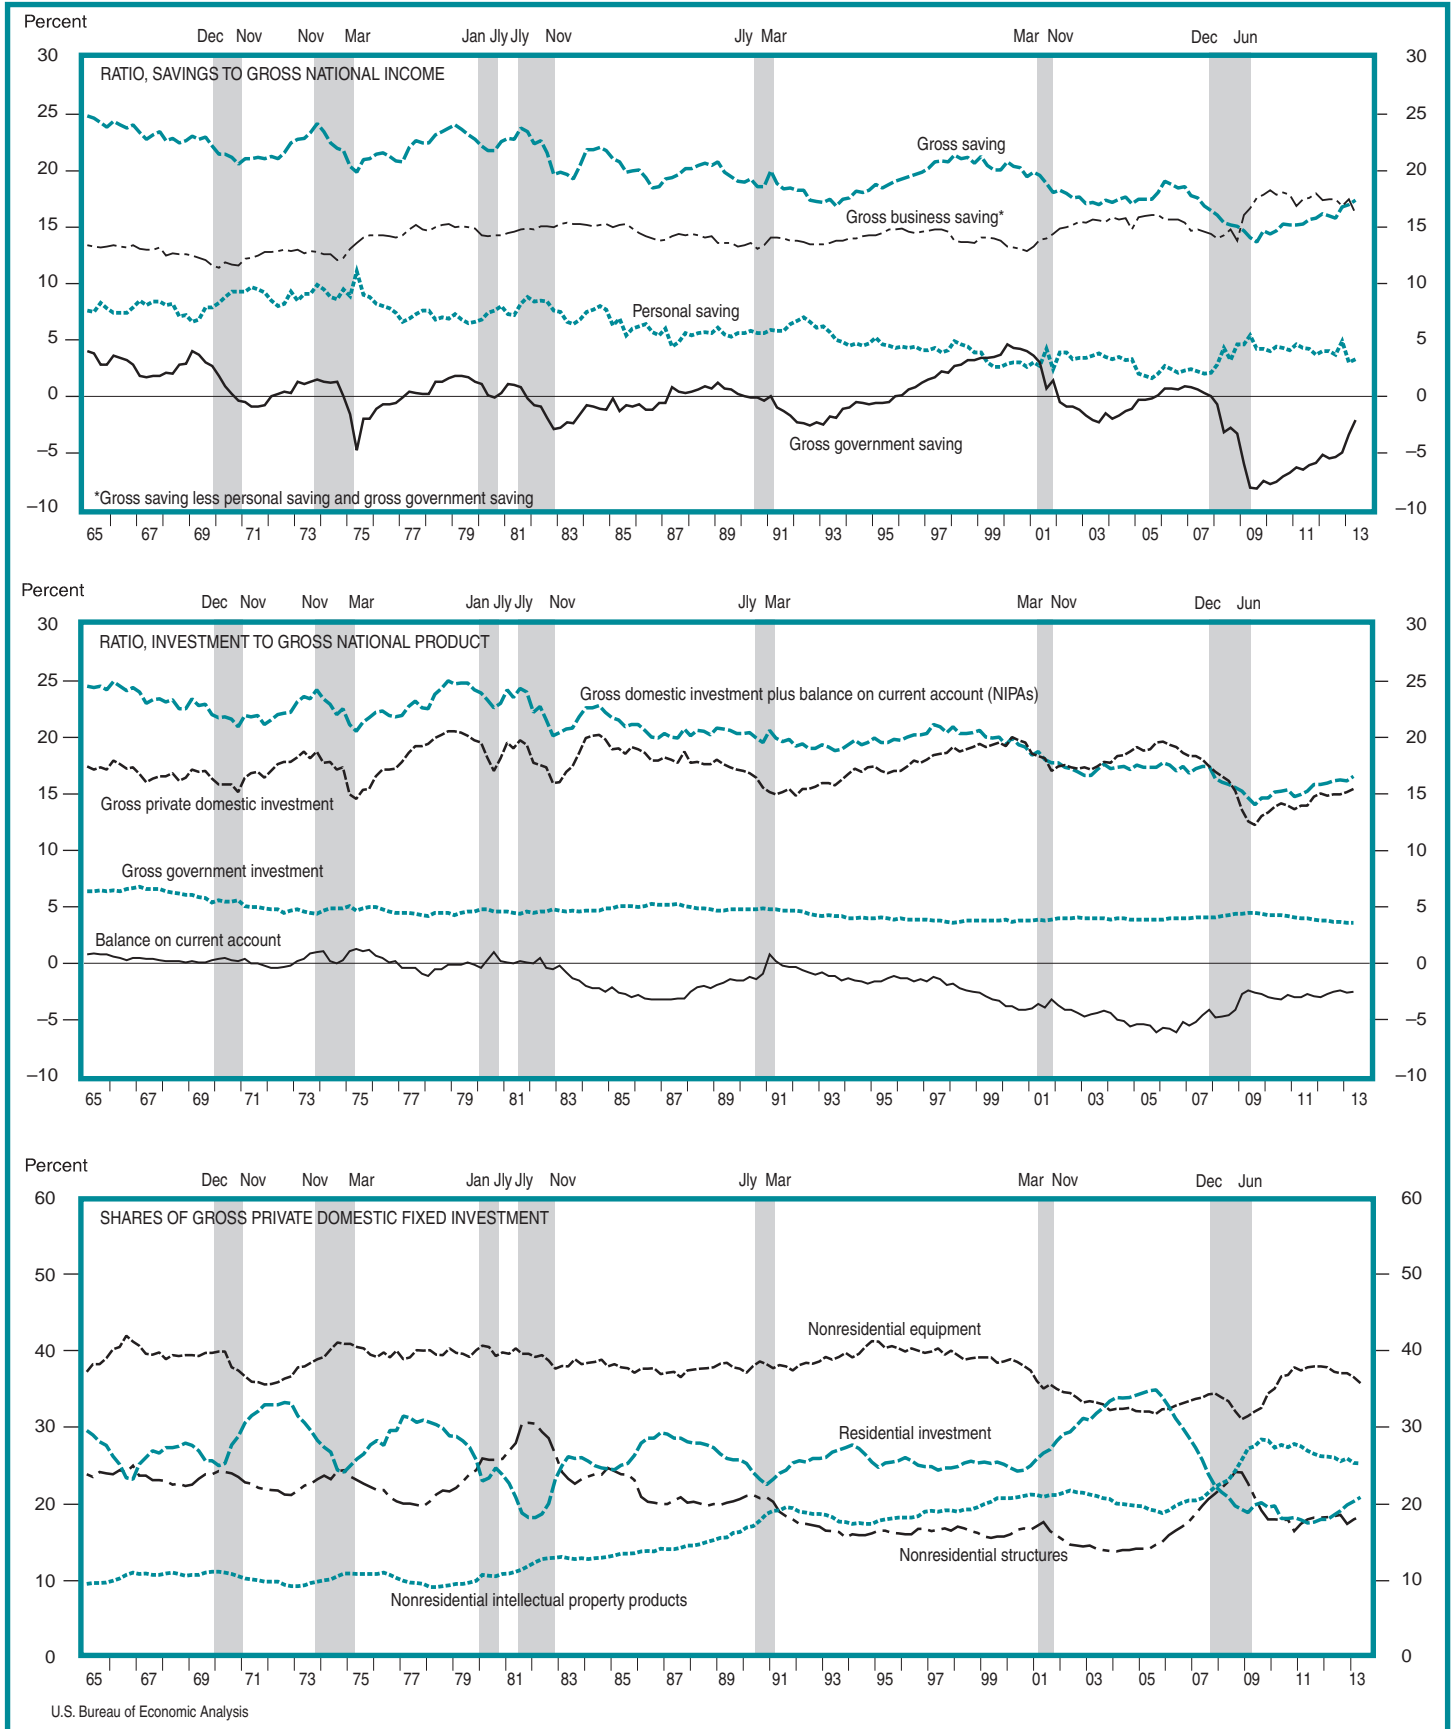 Percent
Dec Nov Nov Mar Jan Jly Jly Nov Jly Mar Mar Nov Dec Jun
30 30
RATIO, SAVINGS TO GROSS NATIONAL INCOME
25 25
Gross saving
20 20
Gross business saving*
15 15
10 10
Personal saving
5 5
0 0
Gross government saving
–5 –5
*Gross saving less personal saving and gross government saving
–10 –10
65 67 69 71 73 75 77 79 81 83 85 87 89 91 93 95 97 99 01 03 05 07 09 11 13
Percent
Dec Nov Nov Mar Jan Jly Jly Nov Jly Mar Mar Nov Dec Jun
30 30
RATIO, INVESTMENT TO GROSS NATIONAL PRODUCT
25 25
Gross domestic investment plus balance on current account (NIPAs)
20 20
15 15
Gross private domestic investment
10 10
Gross government investment
5 5
Balance on current account
0 0
–5 –5
–10 –10
65 67 69 71 73 75 77 79 81 83 85 87 89 91 93 95 97 99 01 03 05 07 09 11 13
Percent
Dec Nov Nov Mar Jan Jly Jly Nov Jly Mar Mar Nov Dec Jun
60 60
SHARES OF GROSS PRIVATE DOMESTIC FIXED INVESTMENT
50 50
Nonresidential equipment
40 40
Residential investment
30 30
20 20
Nonresidential structures
10 10
Nonresidential intellectual property products
0 0
65 67 69 71 73 75 77 79 81 83 85 87 89 91 93 95 97 99 01 03 05 07 09 11 13
U.S. Bureau of Economic Analysis